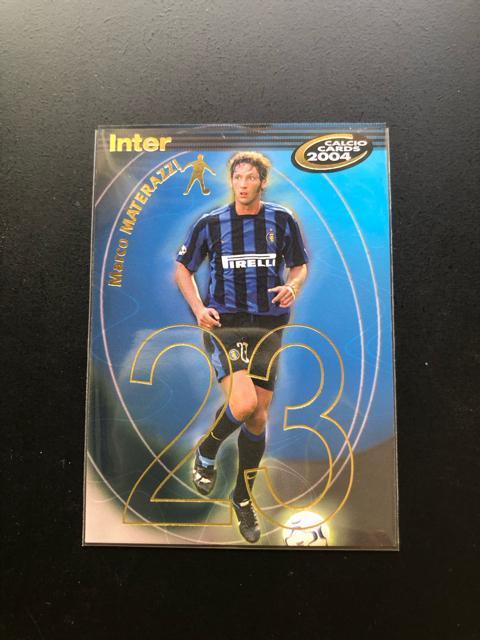 Inter
CALCIO
CARDS
2004
Marco MATERAZZI
PIRELLI
23